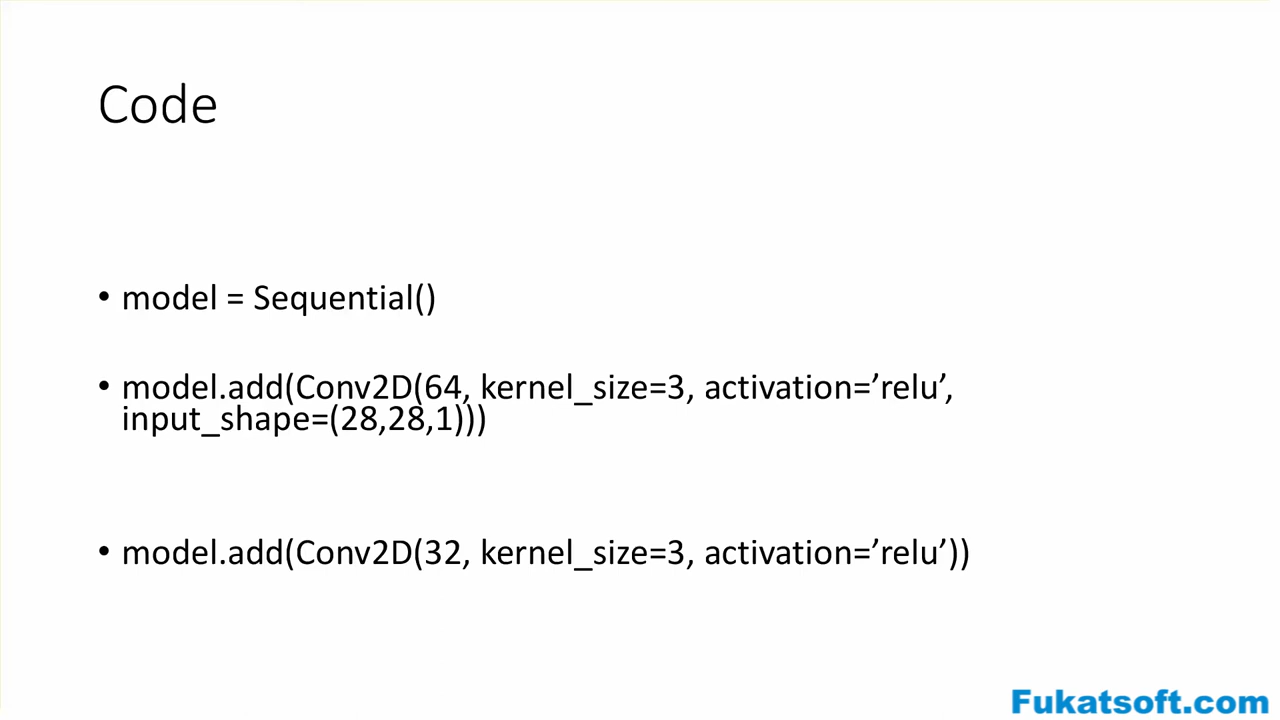 Code
• model = Sequential()
• model.add(Conv2D(64, kernel_size=3, activation=’relu’,
input_shape=(28,28,1)))
• model.add(Conv2D(32, kernel_size=3, activation=’relu’))
Fukatsoft.com